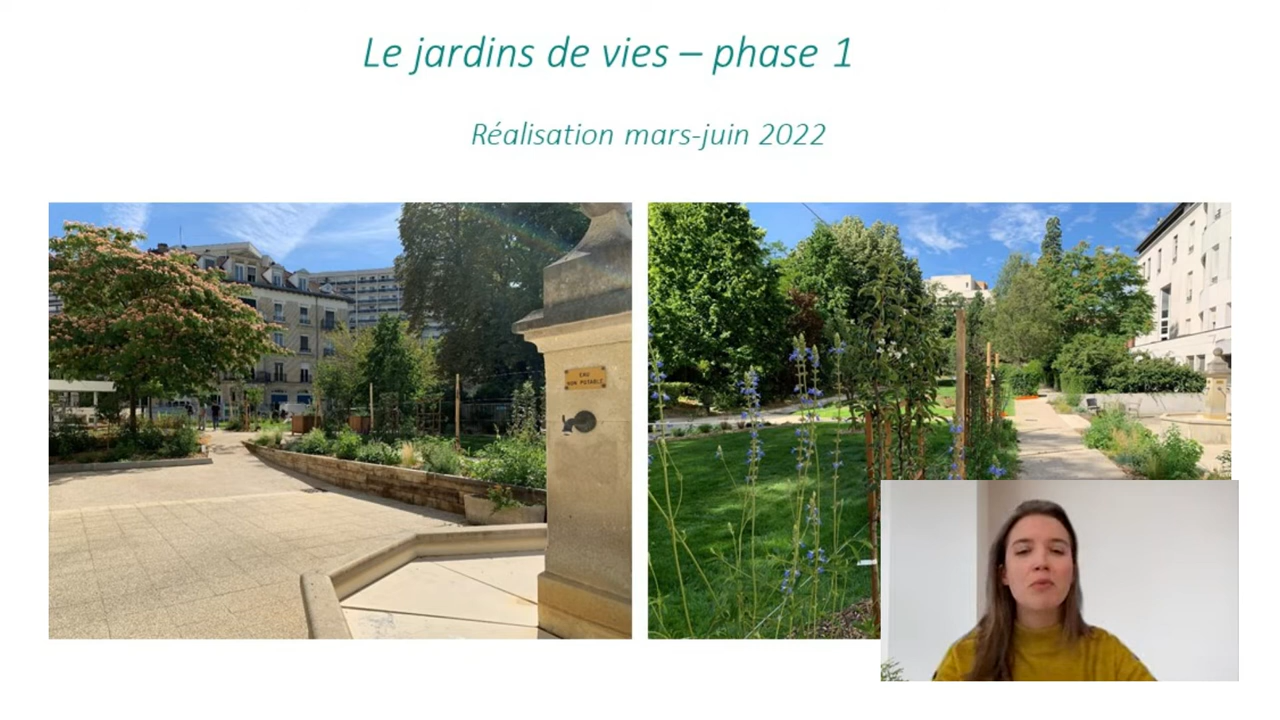 Le jardins de vies – phase 1
Réalisation mars-juin 2022
EAU
NON POTABLE